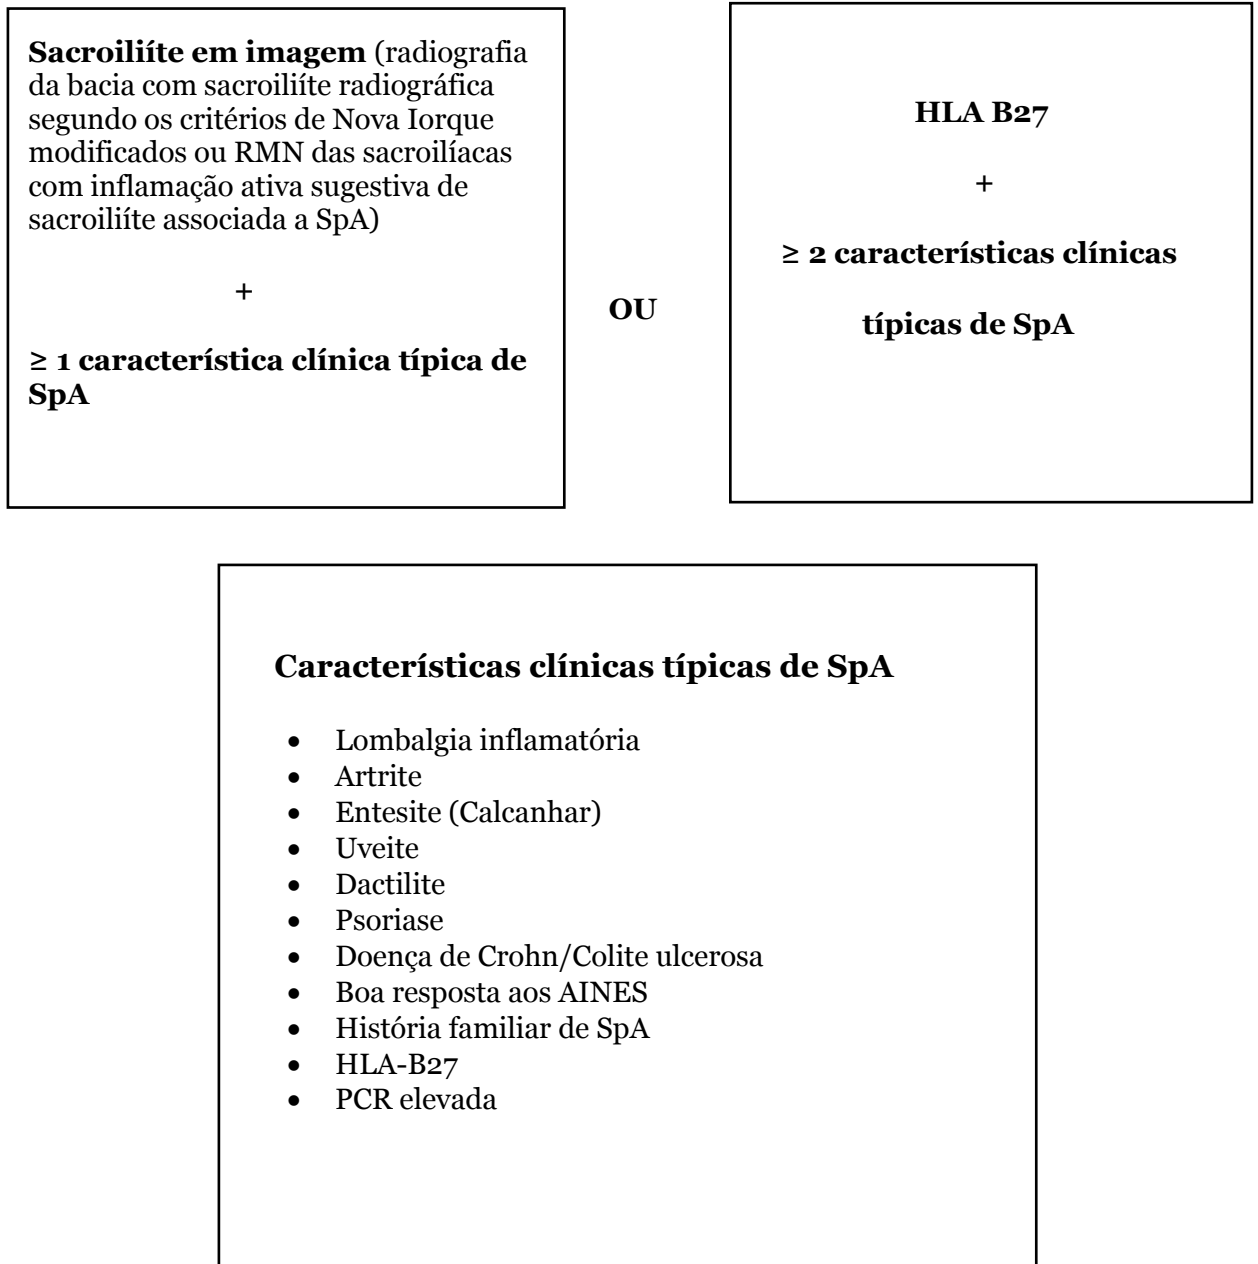 Sacroiliíte em imagem (radiografia
da bacia com sacroiliíte radiográfica
segundo os critérios de Nova Iorque
modificados ou RMN das sacroilíacas
com inflamação ativa sugestiva de
sacroiliíte associada a SpA)
+
≥ 1 característica clínica típica de
SpA
OU
HLA B27
+
≥ 2 características clínicas
típicas de SpA
Características clínicas típicas de SpA
• Lombalgia inflamatória
• Artrite
• Entesite (Calcanhar)
• Uveite
• Dactilite
• Psoriase
• Doença de Crohn/Colite ulcerosa
• Boa resposta aos AINES
• História familiar de SpA
• HLA-B27
• PCR elevada